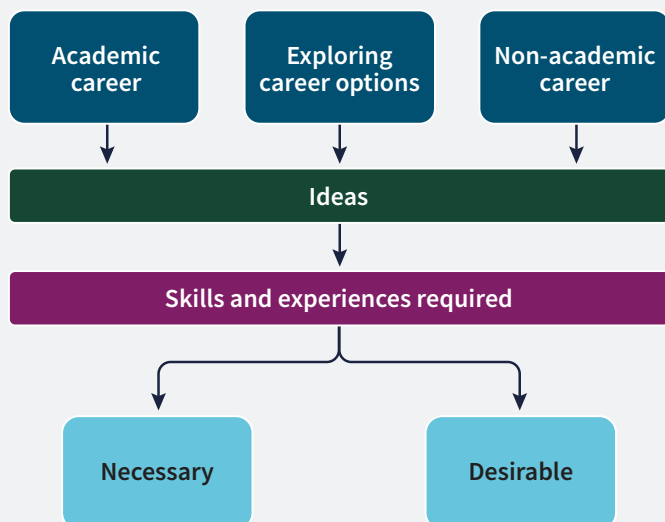 Academic
career
Exploring
career options
Non-academic
career
Ideas
Skills and experiences required
Necessary
Desirable